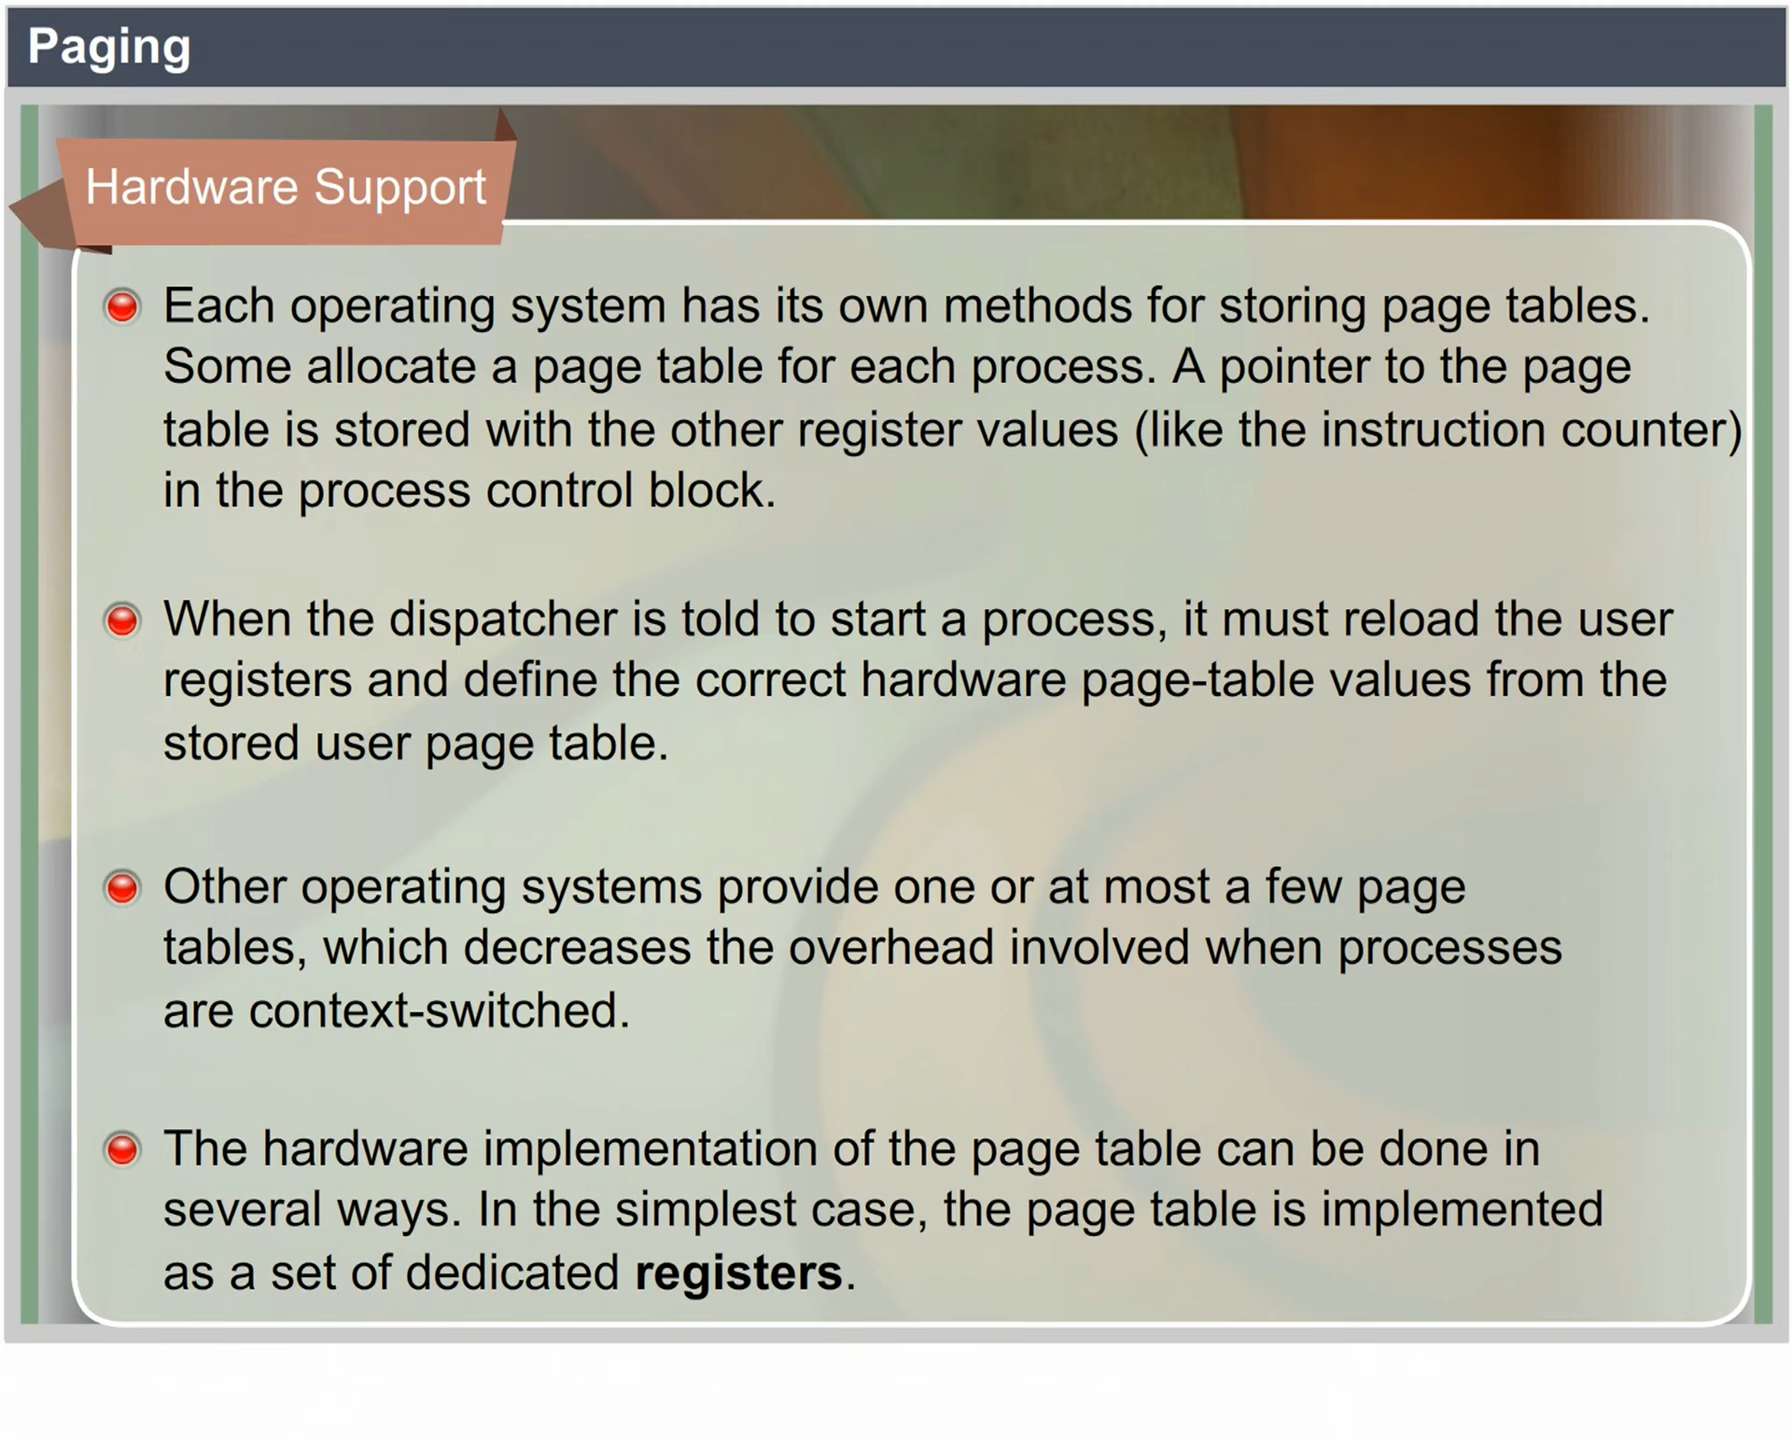 Paging
Hardware Support
Each operating system has its own methods for storing page tables.
Some allocate a page table for each process. A pointer to the page
table is stored with the other register values (like the instruction counter)
in the process control block.
When the dispatcher is told to start a process, it must reload the user
registers and define the correct hardware page-table values from the
stored user page table.
Other operating systems provide one or at most a few page
tables, which decreases the overhead involved when processes
are context-switched.
The hardware implementation of the page table can be done in
several ways. In the simplest case, the page table is implemented
as a set of dedicated registers.